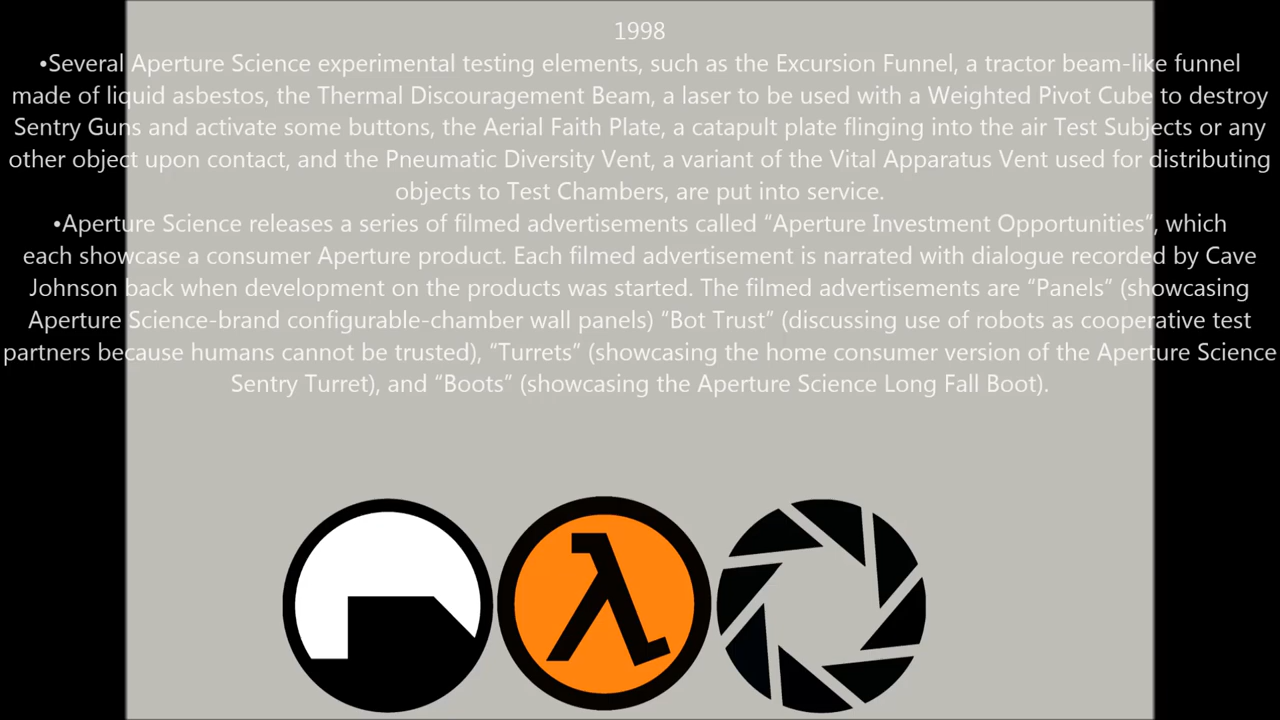 1998
•Several Aperture Science experimental testing elements, such as the Excursion Funnel, a tractor beam-like funnel
made of liquid asbestos, the Thermal Discouragement Beam, a laser to be used with a Weighted Pivot Cube to destroy
Sentry Guns and activate some buttons, the Aerial Faith Plate, a catapult plate flinging into the air Test Subjects or any
other object upon contact, and the Pneumatic Diversity Vent, a variant of the Vital Apparatus Vent used for distributing
objects to Test Chambers, are put into service.
•Aperture Science releases a series of filmed advertisements called “Aperture Investment Opportunities”, which
each showcase a consumer Aperture product. Each filmed advertisement is narrated with dialogue recorded by Cave
Johnson back when development on the products was started. The filmed advertisements are “Panels” (showcasing
Aperture Science-brand configurable-chamber wall panels) “Bot Trust” (discussing use of robots as cooperative test
partners because humans cannot be trusted), “Turrets” (showcasing the home consumer version of the Aperture Science
Sentry Turret), and “Boots” (showcasing the Aperture Science Long Fall Boot).
λ